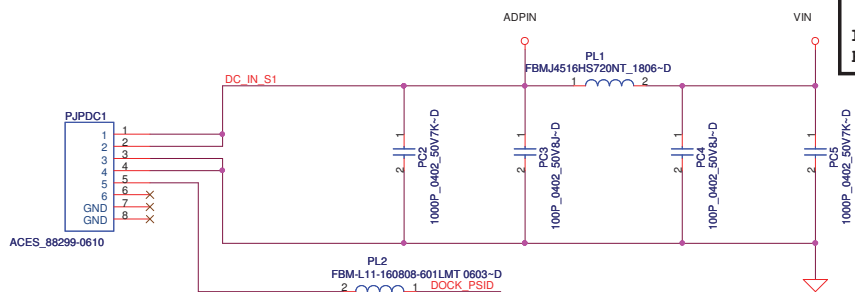 ADPIN
VIN
PL1
FBMJ4516HS720NT_1806~D
1
2
DC_IN_S1
PJPDC1
1
2
3
4
5
6
GND
GND
1
2
3
4
5
6
7
8
ACES_88299-0610
1
2
PC2
1000P_0402_50V7K~D
1
2
PC3
100P_0402_50V8J~D
1
2
PC4
100P_0402_50V8J~D
1
2
PC5
1000P_0402_50V7K~D
PL2
FBM-L11-160808-601LMT 0603~D
2
1
DOCK_PSID